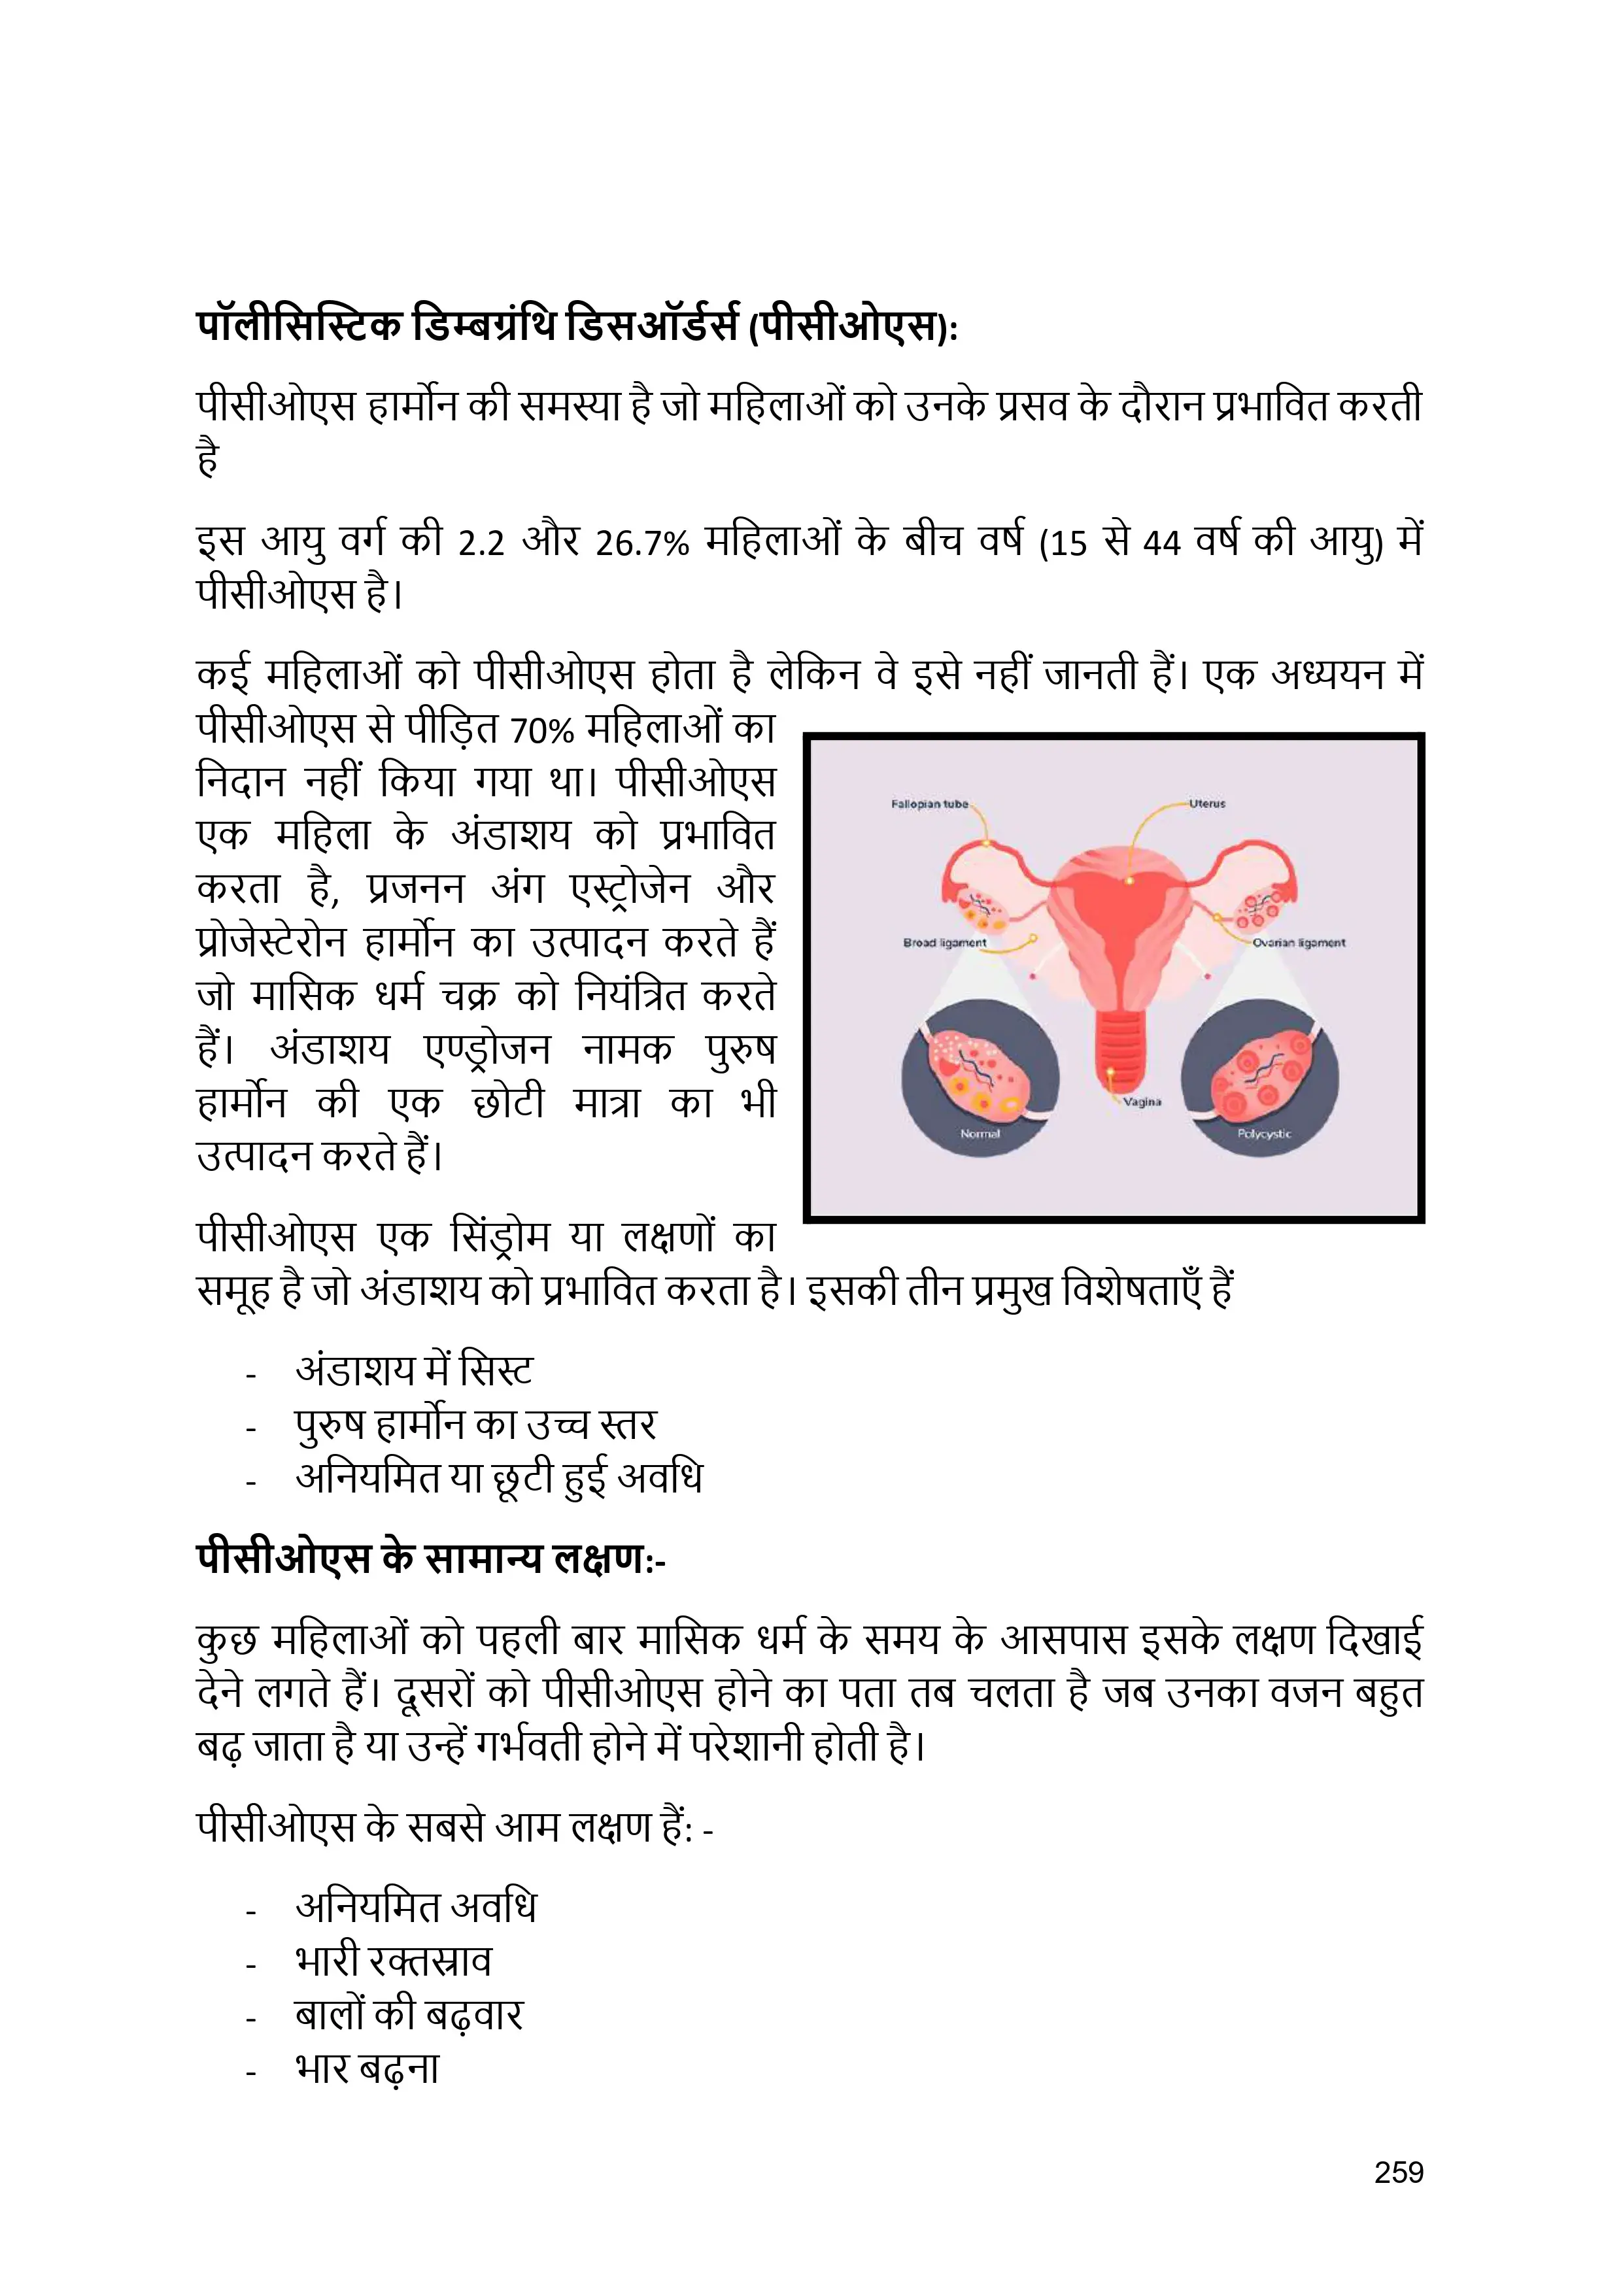 पॉलीसिस्टिक डिम्बग्रंथि डिसऑर्डर्स (पीसीओएस):
पीसीओएस हार्मोन की समस्या है जो महिलाओं को उनके प्रसव के दौरान प्रभावित करती
है
इस आयु वर्ग की 2.2 और 26.7% महिलाओं के बीच वर्ष (15 से 44 वर्ष की आयु) में
पीसीओएस है।
कई महिलाओं को पीसीओएस होता है लेकिन वे इसे नहीं जानती हैं। एक अध्ययन में
पीसीओएस से पीड़ित 70% महिलाओं का
निदान नहीं किया गया था। पीसीओएस
एक महिला के अंडाशय को प्रभावित
करता है, प्रजनन अंग एस्ट्रोजेन और
प्रोजेस्टेरोन हार्मोन का उत्पादन करते हैं
जो मासिक धर्म चक्र को नियंत्रित करते
हैं। अंडाशय एण्ड्रोजन नामक पुरुष
हार्मोन की एक छोटी मात्रा का भी
उत्पादन करते हैं।
Fallopian tube
Uterus
Broad ligament
Ovarian ligament
Vagina
Normal
Polycystic
पीसीओएस एक सिंड्रोम या लक्षणों का
समूह है जो अंडाशय को प्रभावित करता है। इसकी तीन प्रमुख विशेषताएँ हैं
- अंडाशय में सिस्ट
- पुरुष हार्मोन का उच्च स्तर
- अनियमित या छूटी हुई अवधि
पीसीओएस के सामान्य लक्षण:-
कुछ महिलाओं को पहली बार मासिक धर्म के समय के आसपास इसके लक्षण दिखाई
देने लगते हैं। दूसरों को पीसीओएस होने का पता तब चलता है जब उनका वजन बहुत
बढ़ जाता है या उन्हें गर्भवती होने में परेशानी होती है।
पीसीओएस के सबसे आम लक्षण हैं: -
- अनियमित अवधि
- भारी रक्तस्राव
- बालों की बढ़वार
- भार बढ़ना
259